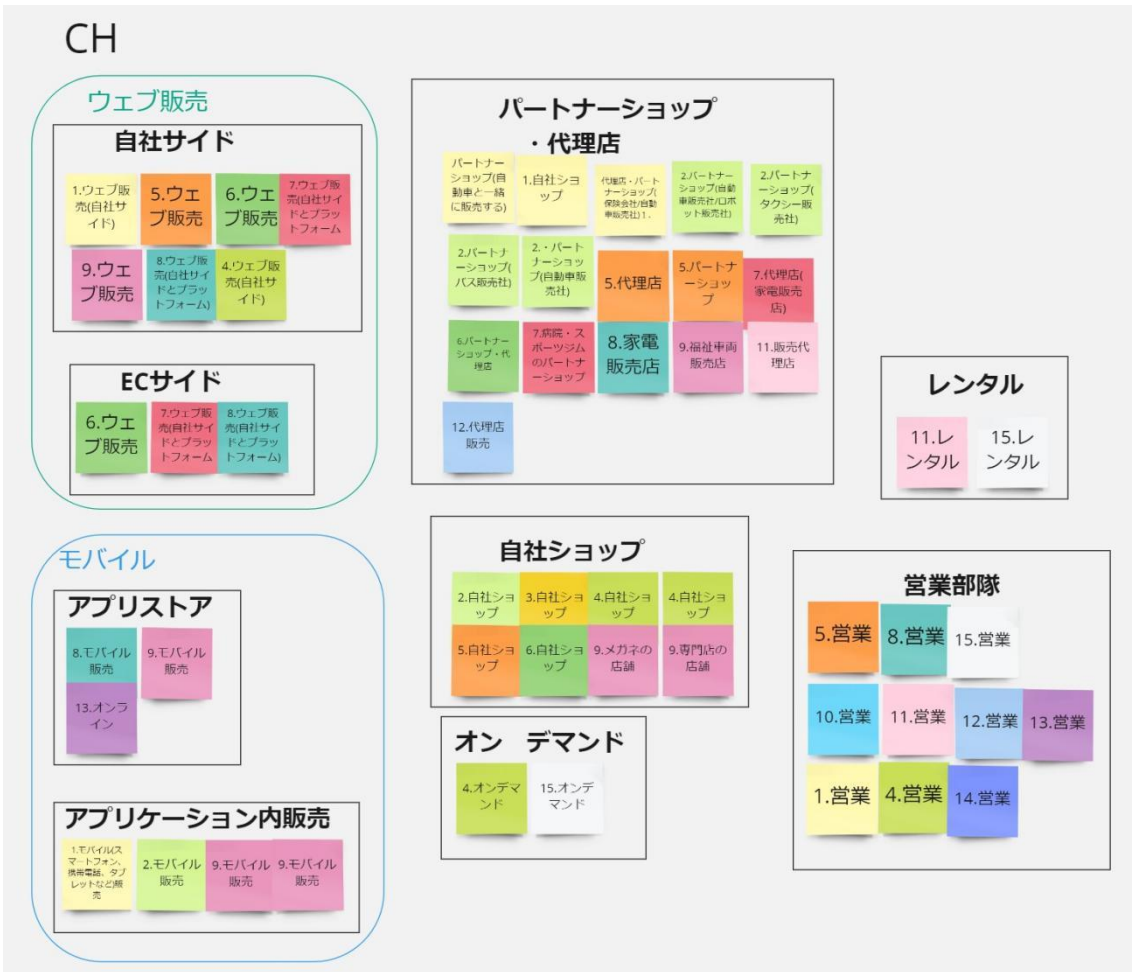 CH
ウェブ販売
自社サイド
1.ウェブ販
売(自社サ
イド)
5.ウェ
ブ販売
6.ウェ
ブ販売
7.ウェブ販
売(自社サイ
ドとプラッ
トフォーム
9.ウェ
ブ販売
8.ウェブ販
売(自社サイ
ドとプラッ
トフォーム)
4.ウェブ販
売(自社サ
イド)
ECサイド
6.ウェ
ブ販売
7.ウェブ販
売(自社サイ
ドとプラッ
トフォーム
8.ウェブ販
売(自社サイ
ドとプラッ
トフォーム)
モバイル
アプリストア
8.モバイル
販売
9.モバイル
販売
13.オンラ
イン
アプリケーション内販売
1.モバイル(ス
マートフォン、
携帯電話、タブ
レットなど)販
売
2.モバイル
販売
9.モバイル
販売
9.モバイル
販売
パートナーショップ
・代理店
パートナー
ショップ(自
動車と一緒
に販売する)
1.自社ショ
ップ
代理店・パート
ナーショップ(
保険会社/自動
車販売社)1.
2.パートナー
ショップ(自動
車販売社/ロボ
ット販売社)
2.パートナ
ーショップ(
タクシー販
売社)
2.パートナ
ーショップ(
バス販売社)
2.・パート
ナーショッ
プ(自動車販
売社)
5.代理店
5.パートナ
ーショッ
プ
7.代理店(
家電販売
店)
6.パートナー
ショップ・代
理店
7.病院・ス
ポーツジム
のパートナ
ーショップ
8.家電
販売店
9.福祉車両
販売店
11.販売代
理店
12.代理店
販売
自社ショップ
2.自社ショ
ップ
3.自社ショ
ップ
4.自社ショ
ップ
4.自社ショ
ップ
5.自社ショ
ップ
6.自社ショ
ップ
9.メガネの
店舗
9.専門店の
店舗
オン　デマンド
4.オンデマ
ンド
15.オンデ
マンド
レンタル
11.レ
ンタル
15.レ
ンタル
営業部隊
5.営業
8.営業
15.営業
10.営業
11.営業
12.営業
13.営業
1.営業
4.営業
14.営業